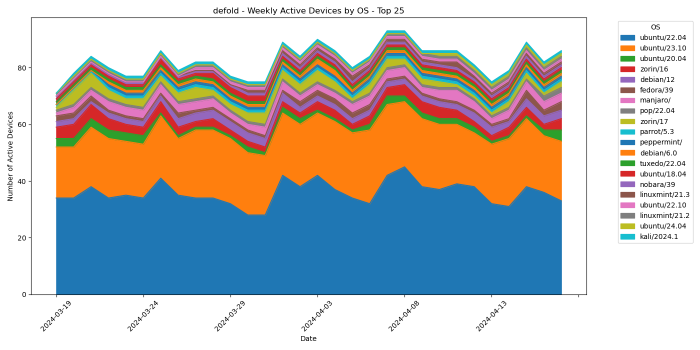 defold - Weekly Active Devices by OS - Top 25
Number of Active Devices
80
60
40
20
0
2024-03-19
2024-03-24
2024-03-29
2024-04-03
2024-04-08
2024-04-13
Date
OS
ubuntu/22.04
ubuntu/23.10
ubuntu/20.04
zorin/16
debian/12
fedora/39
manjaro/
pop/22.04
zorin/17
parrot/5.3
peppermint/
debian/6.0
tuxedo/22.04
ubuntu/18.04
nobara/39
linuxmint/21.3
ubuntu/22.10
linuxmint/21.2
ubuntu/24.04
kali/2024.1